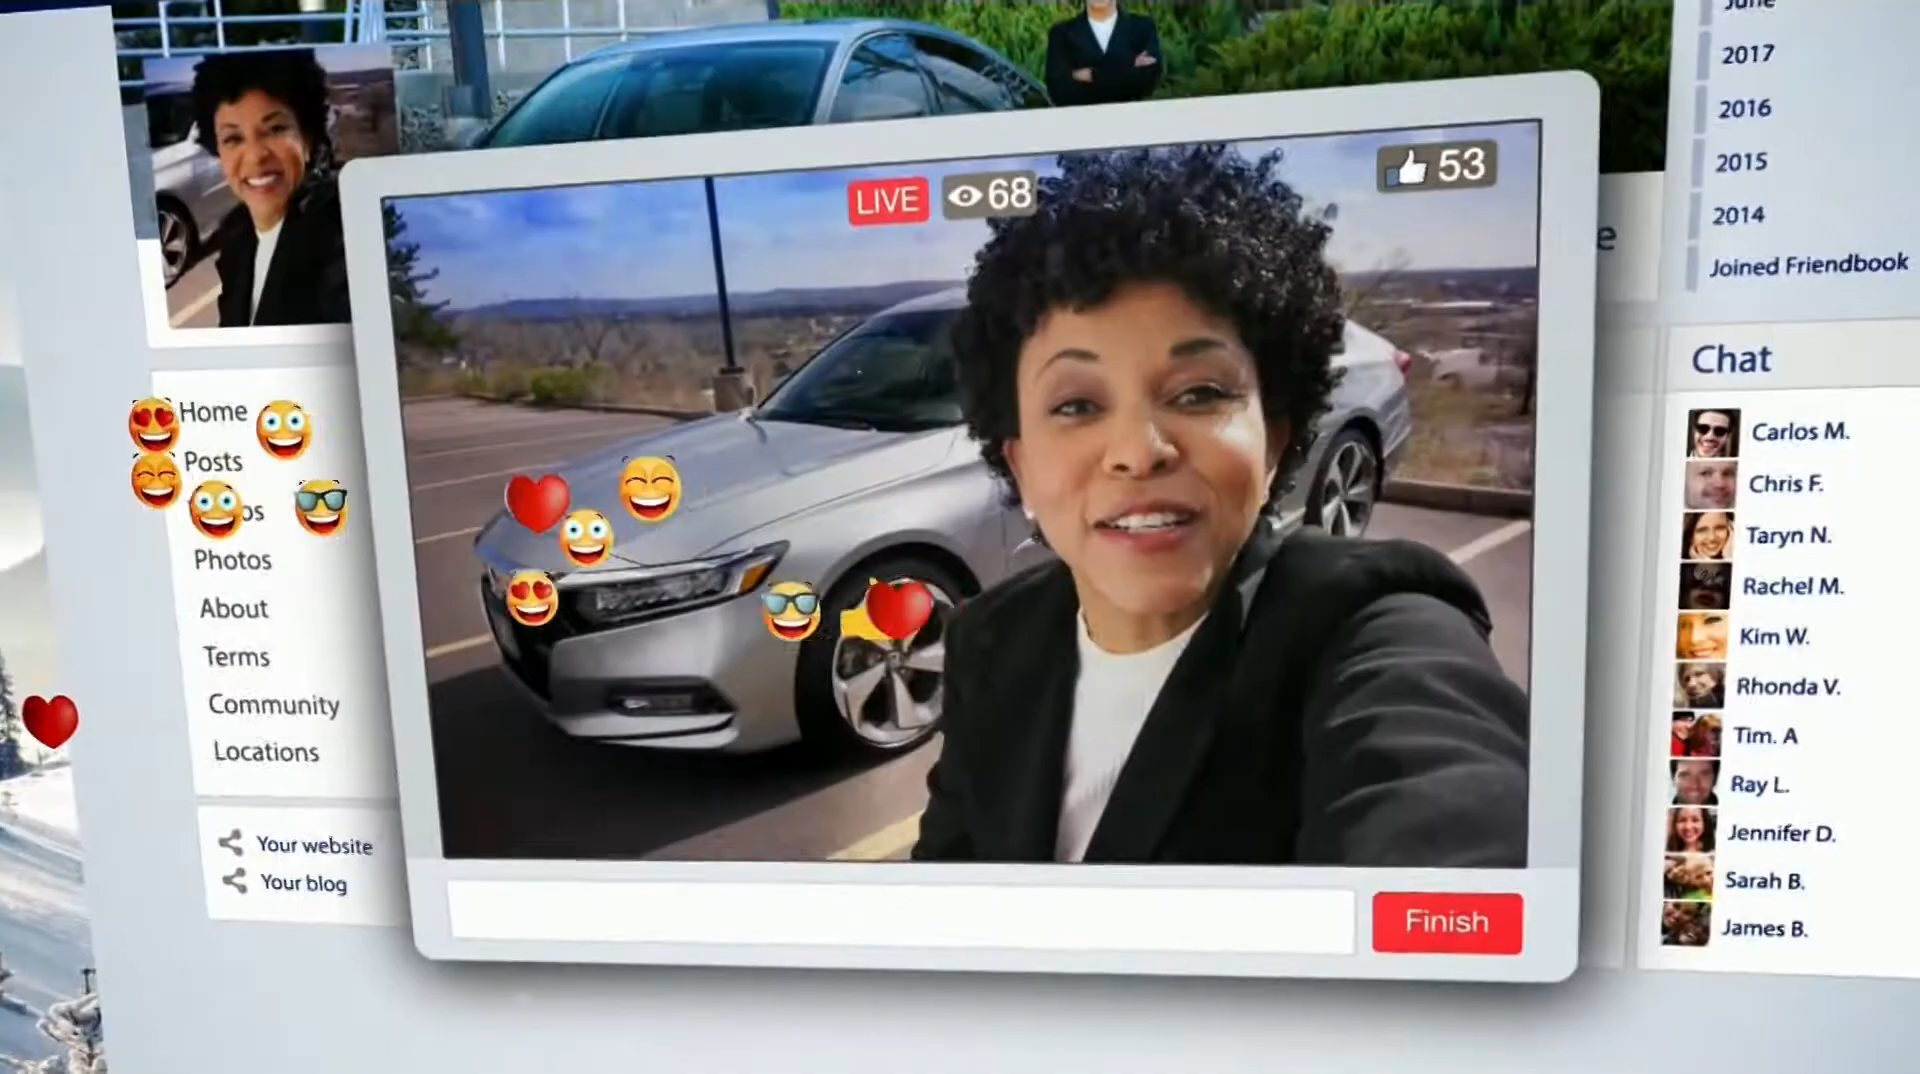 LIVE
68
53
Home
Posts
Photos
About
Terms
Community
Locations
Your website
Your blog
Finish
June
2017
2016
2015
2014
Joined Friendbook
Chat
Carlos M.
Chris F.
Taryn N.
Rachel M.
Kim W.
Rhonda V.
Tim. A
Ray L.
Jennifer D.
Sarah B.
James B.